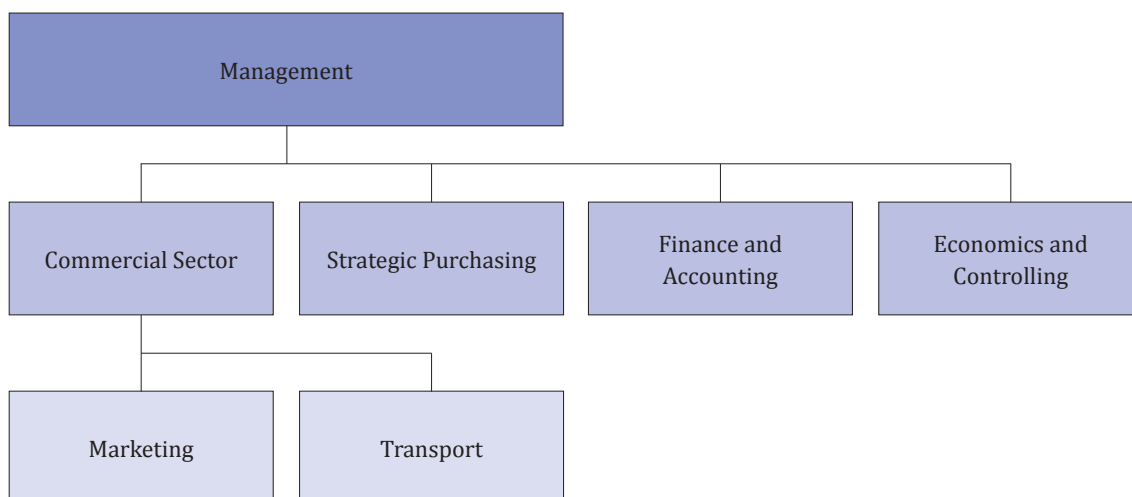 Management
Commercial Sector
Strategic Purchasing
Finance and
Accounting
Economics and
Controlling
Marketing
Transport